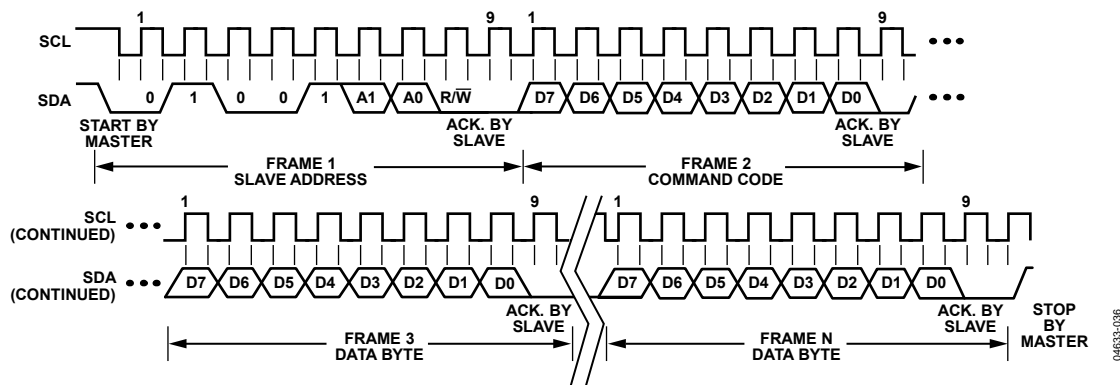 1 9 1 9
SCL
SDA 0 1 0 0 1 A1 A0 R/W̅ D7 D6 D5 D4 D3 D2 D1 D0
START BY MASTER
ACK. BY SLAVE
ACK. BY SLAVE
FRAME 1
SLAVE ADDRESS
FRAME 2
COMMAND CODE
1 9 1 9
SCL
(CONTINUED)
SDA
(CONTINUED)
D7 D6 D5 D4 D3 D2 D1 D0 D7 D6 D5 D4 D3 D2 D1 D0
ACK. BY SLAVE
ACK. BY SLAVE
STOP BY MASTER
FRAME 3
DATA BYTE
FRAME N
DATA BYTE
04633-036